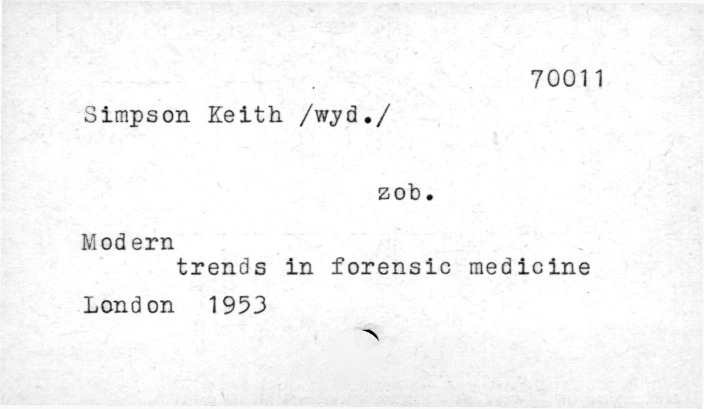 70011
Simpson Keith /wyd./
zob.
Modern
trends in forensic medicine
London 1953